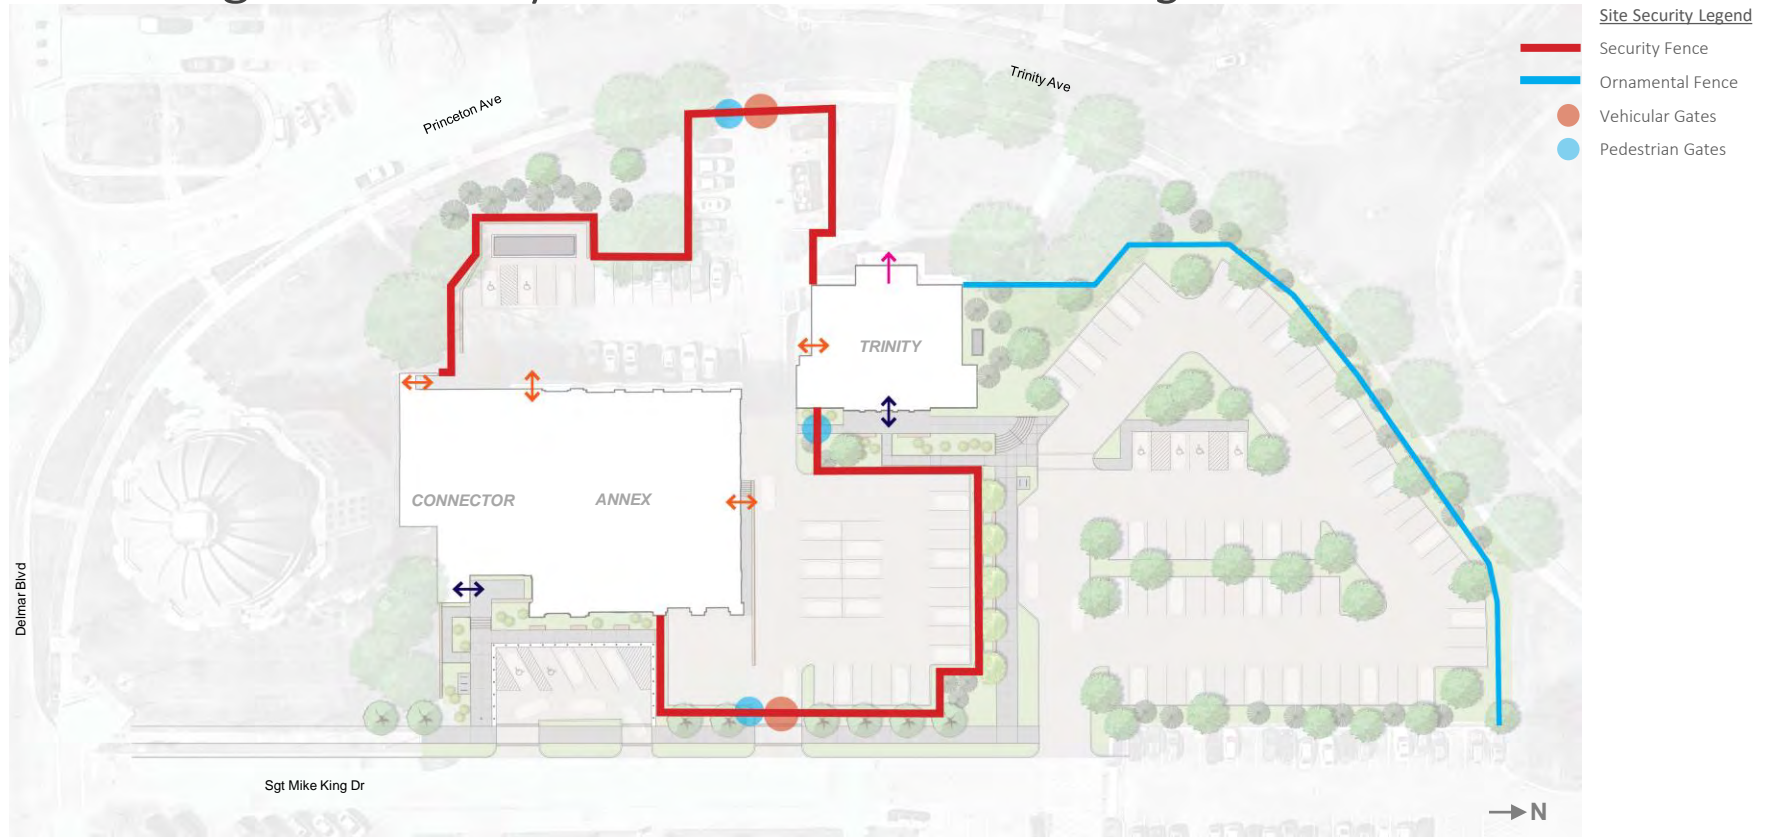 Site Security Legend
Security Fence
Ornamental Fence
Vehicular Gates
Pedestrian Gates
Trinity Ave
Princeton Ave
TRINITY
CONNECTOR
ANNEX
Delmar Blvd
Sgt Mike King Dr
N